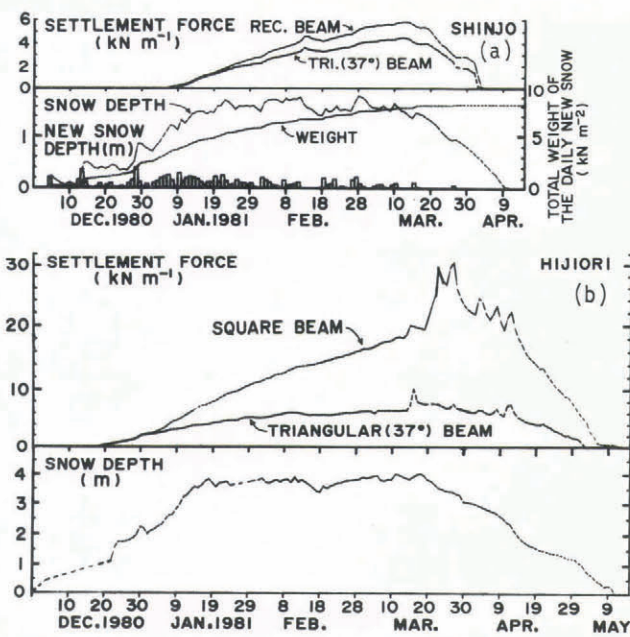 SETTLEMENT FORCE
(kN m⁻¹)
SHINJO
(a)
REC. BEAM
TRI.(37°) BEAM
6
4
2
0
SNOW DEPTH
NEW SNOW
DEPTH(m)
WEIGHT
1
0
10
5
0
TOTAL WEIGHT OF
THE DAILY NEW SNOW
(kN m⁻²)
10 20 30 9 19 29 8 18 28 10 20 30 9
DEC.1980 JAN.1981 FEB. MAR. APR.
SETTLEMENT FORCE
(kN m⁻¹)
HIJIORI
(b)
30
20
10
0
SQUARE BEAM
TRIANGULAR(37°) BEAM
SNOW DEPTH
(m)
4
3
2
1
0
10 20 30 9 19 29 8 18 28 10 20 30 9 19 29 9
DEC.1980 JAN.1981 FEB. MAR. APR. MAY